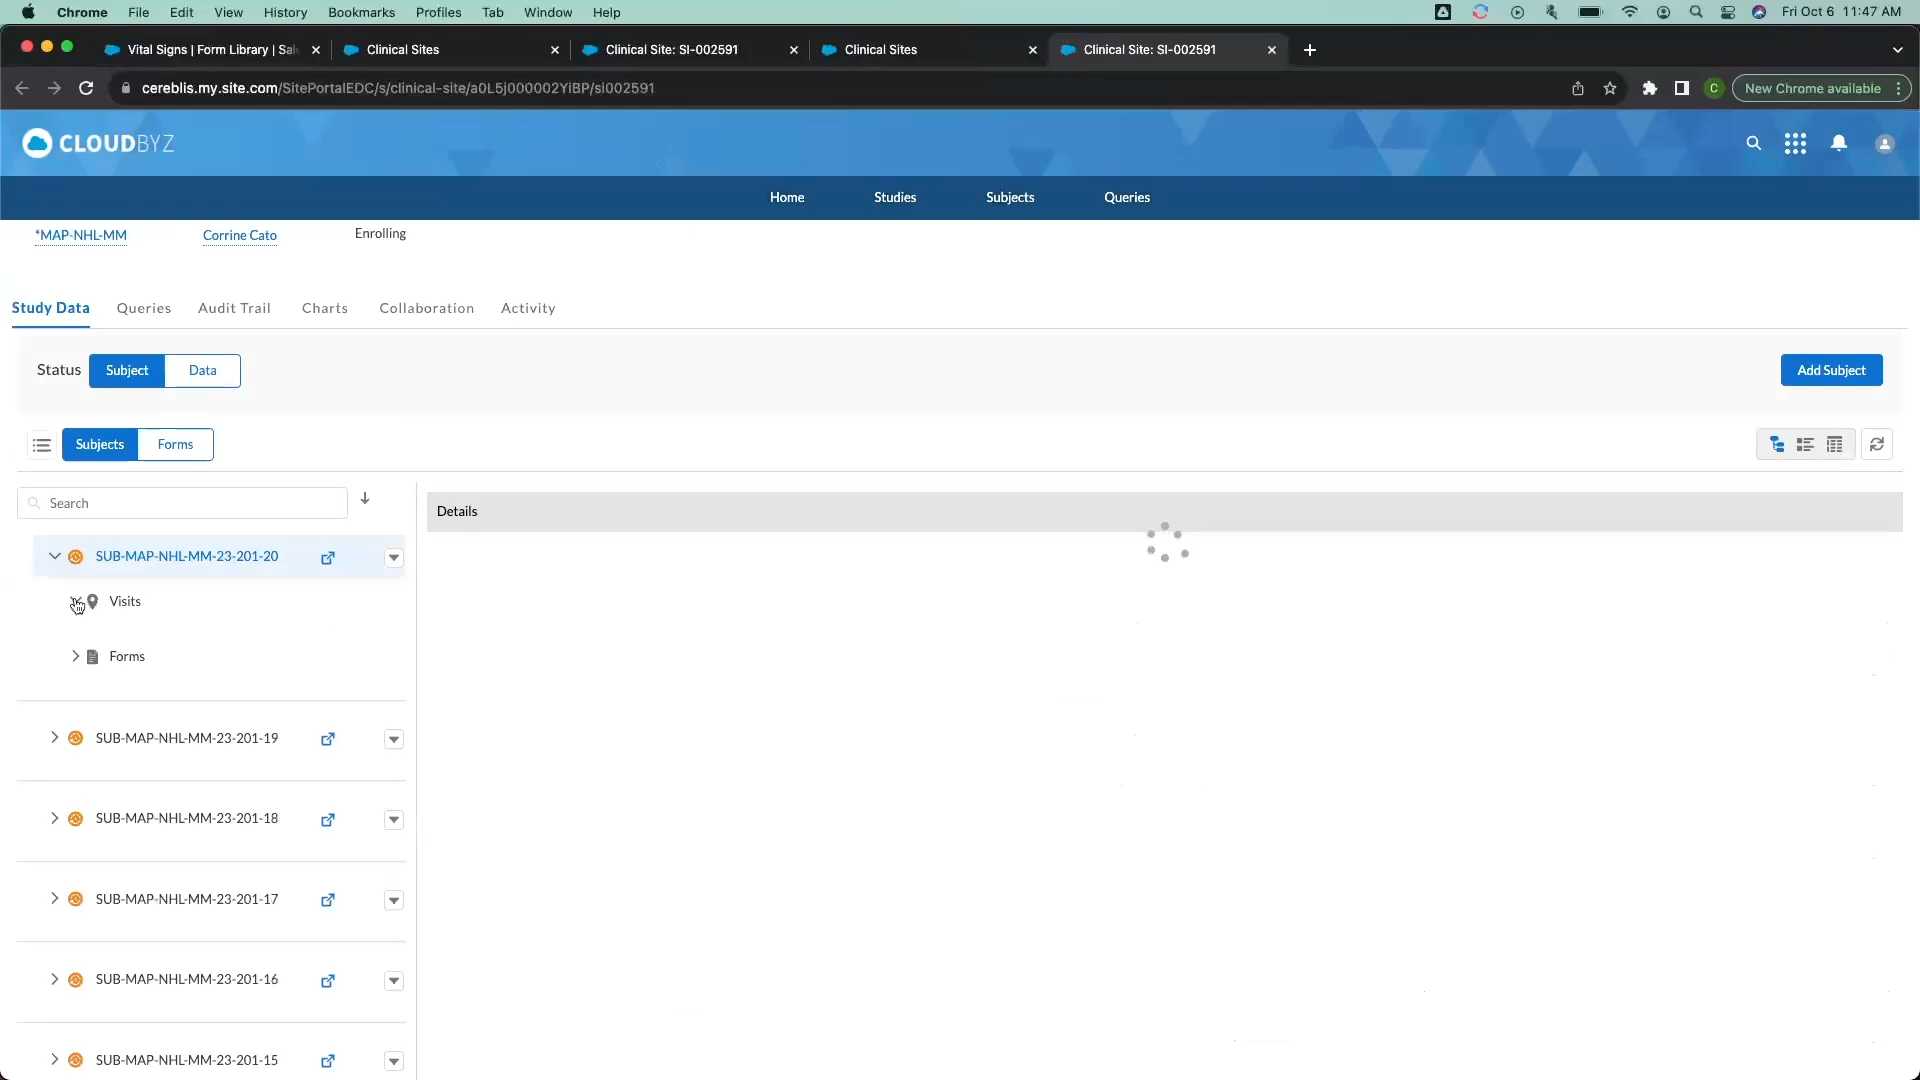 Chrome File Edit View History Bookmarks Profiles Tab Window Help Fri Oct 6 11:47 AM
Vital Signs | Form Library | Sal Clinical Sites Clinical Site: SI-002591 Clinical Sites Clinical Site: SI-002591
cereblis.my.site.com/SitePortalEDC/s/clinical-site/a0L5j000002YiBP/si002591 C New Chrome available
CLOUDBYZ
Home Studies Subjects Queries
*MAP-NHL-MM Corrine Cato Enrolling
Study Data Queries Audit Trail Charts Collaboration Activity
Status Subject Data Add Subject
Subjects Forms
Search
Details
SUB-MAP-NHL-MM-23-201-20
Visits
Forms
SUB-MAP-NHL-MM-23-201-19
SUB-MAP-NHL-MM-23-201-18
SUB-MAP-NHL-MM-23-201-17
SUB-MAP-NHL-MM-23-201-16
SUB-MAP-NHL-MM-23-201-15